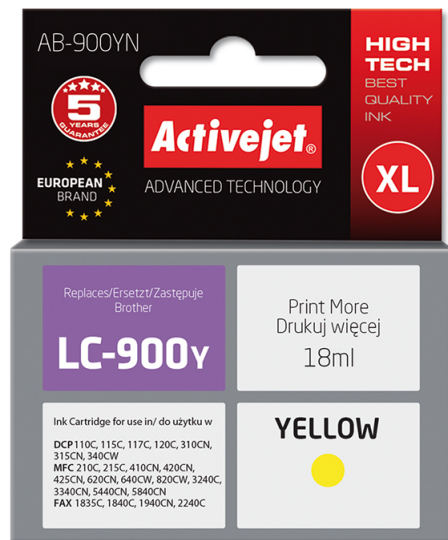 AB-900YN
HIGH
TECH
BEST
QUALITY
INK
5
YEARS
GUARANTEE
Activejet®
ADVANCED TECHNOLOGY
EUROPEAN
BRAND
XL
Replaces/Ersetzt/Zastępuje
Brother
LC-900Y
Print More
Drukuj więcej
18ml
Ink Cartridge for use in/ do użytku w
DCP 110C, 115C, 117C, 120C, 310CN,
315CN, 340CW
MFC 210C, 215C, 410CN, 420CN,
425CN, 620CN, 640CW, 820CW, 3240C,
3340CN, 5440CN, 5840CN
FAX 1835C, 1840C, 1940CN, 2240C
YELLOW